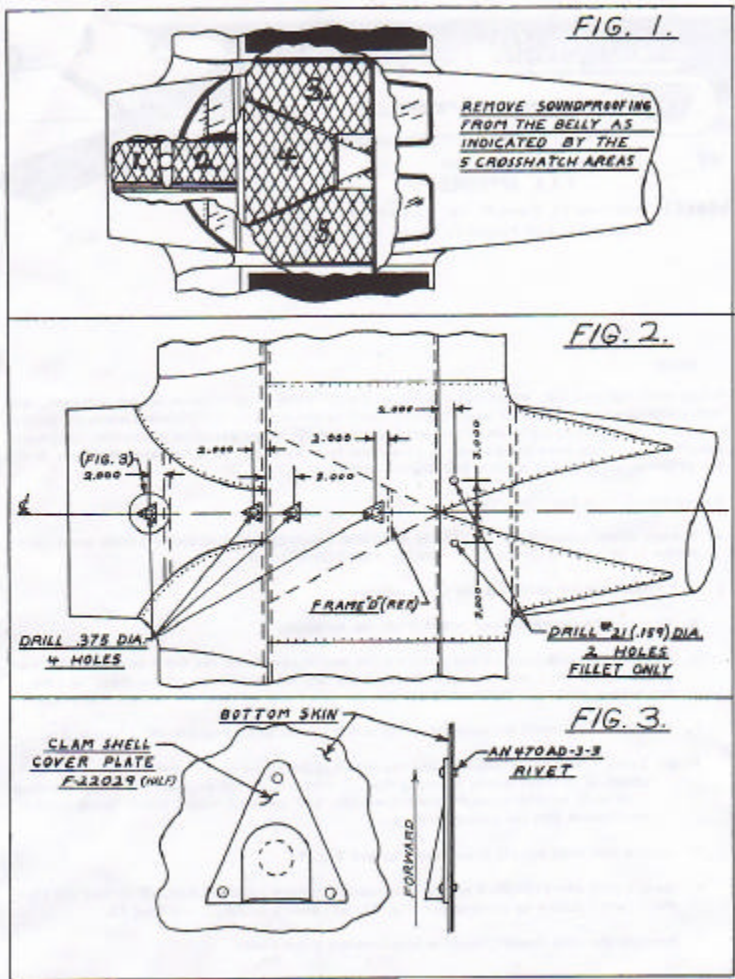 FIG. 1.
REMOVE SOUNDPROOFING
FROM THE BELLY AS
INDICATED BY THE
5 CROSSHATCH AREAS
1
2
3
4
5
FIG. 2.
2.000
3.000
2.000
2.000
2.000
3.000
(FIG. 3)
2.000
FRAME D (REF)
DRILL .375 DIA.
4 HOLES
DRILL #21 (.159) DIA.
2 HOLES
FILLET ONLY
FIG. 3.
BOTTOM SKIN
CLAM SHELL
COVER PLATE
F-22029
AN470AD-3-3
RIVET
FORWARD